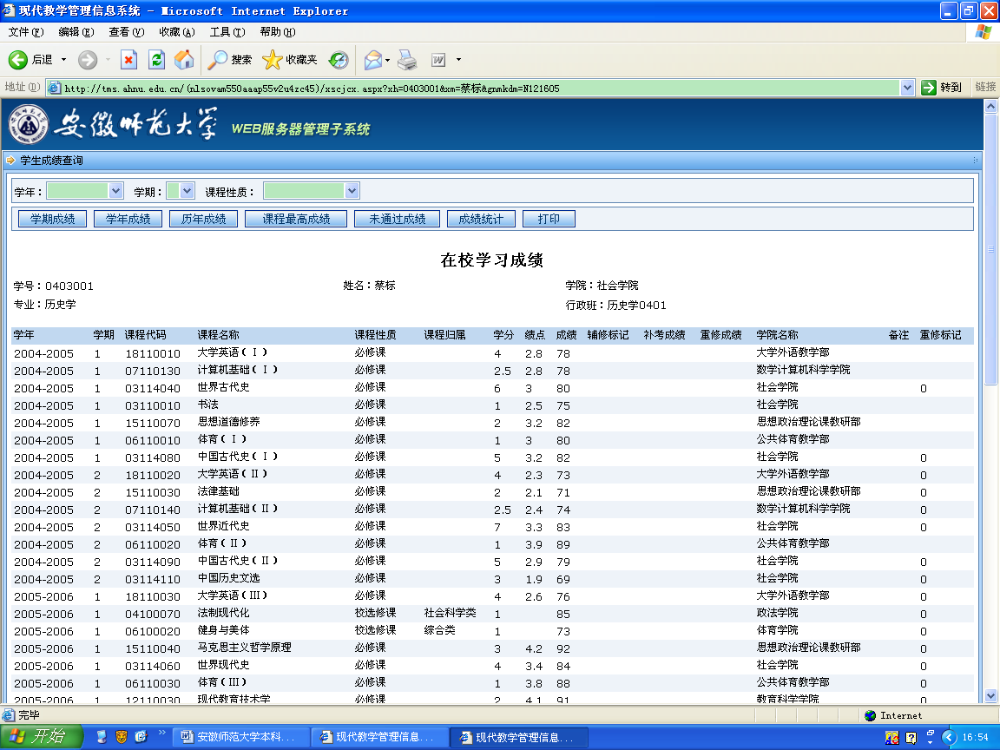 现代教学管理信息系统 - Microsoft Internet Explorer
文件(F) 编辑(E) 查看(V) 收藏(A) 工具(T) 帮助(H)
后退 搜索 收藏夹
地址(D) http://tms.ahnu.edu.cn/(nlsovam550aaap55v2u4zc45)/xscjcx.aspx?xh=0403001&xm=蔡标&gnmkdm=N121605 转到 链接
安徽师范大学 WEB服务器管理子系统
学生成绩查询
学年： 学期： 课程性质：
学期成绩 学年成绩 历年成绩 课程最高成绩 未通过成绩 成绩统计 打印
在校学习成绩
学号：0403001 姓名：蔡标 学院：社会学院
专业：历史学 行政班：历史学0401
学年 学期 课程代码 课程名称 课程性质 课程归属 学分 绩点 成绩 辅修标记 补考成绩 重修成绩 学院名称 备注 重修标记
2004-2005 1 18110010 大学英语(Ⅰ) 必修课 4 2.8 78 大学外语教学部
2004-2005 1 07110130 计算机基础(Ⅰ) 必修课 2.5 2.8 78 数学计算机科学学院
2004-2005 1 03114040 世界古代史 必修课 6 3 80 社会学院 0
2004-2005 1 03110010 书法 必修课 1 2.5 75 社会学院
2004-2005 1 15110070 思想道德修养 必修课 2 3.2 82 思想政治理论课教研部
2004-2005 1 06110010 体育(Ⅰ) 必修课 1 3 80 公共体育教学部
2004-2005 1 03114080 中国古代史(Ⅰ) 必修课 5 3.2 82 社会学院 0
2004-2005 2 18110020 大学英语(Ⅱ) 必修课 4 2.3 73 大学外语教学部 0
2004-2005 2 15110030 法律基础 必修课 2 2.1 71 思想政治理论课教研部 0
2004-2005 2 07110140 计算机基础(Ⅱ) 必修课 2.5 2.4 74 数学计算机科学学院 0
2004-2005 2 03114050 世界近代史 必修课 7 3.3 83 社会学院 0
2004-2005 2 06110020 体育(Ⅱ) 必修课 1 3.9 89 公共体育教学部
2004-2005 2 03114090 中国古代史(Ⅱ) 必修课 5 2.9 79 社会学院 0
2004-2005 2 03114110 中国历史文选 必修课 3 1.9 69 社会学院 0
2005-2006 1 18110030 大学英语(Ⅲ) 必修课 4 2.6 76 大学外语教学部 0
2005-2006 1 04100070 法制现代化 校选修课 社会科学类 1 85 政法学院 0
2005-2006 1 06100020 健身与美体 校选修课 综合类 1 73 体育学院 0
2005-2006 1 15110040 马克思主义哲学原理 必修课 3 4.2 92 思想政治理论课教研部 0
2005-2006 1 03114060 世界现代史 必修课 4 3.4 84 社会学院 0
2005-2006 1 06110030 体育(Ⅲ) 必修课 1 3.8 88 公共体育教学部 0
2005-2006 1 12110030 现代教育技术学 必修课 2 4.1 91 教育科学学院 0
完毕 Internet
开始 安徽师范大学本科... 现代教学管理信息... 现代教学管理信息... 16:54